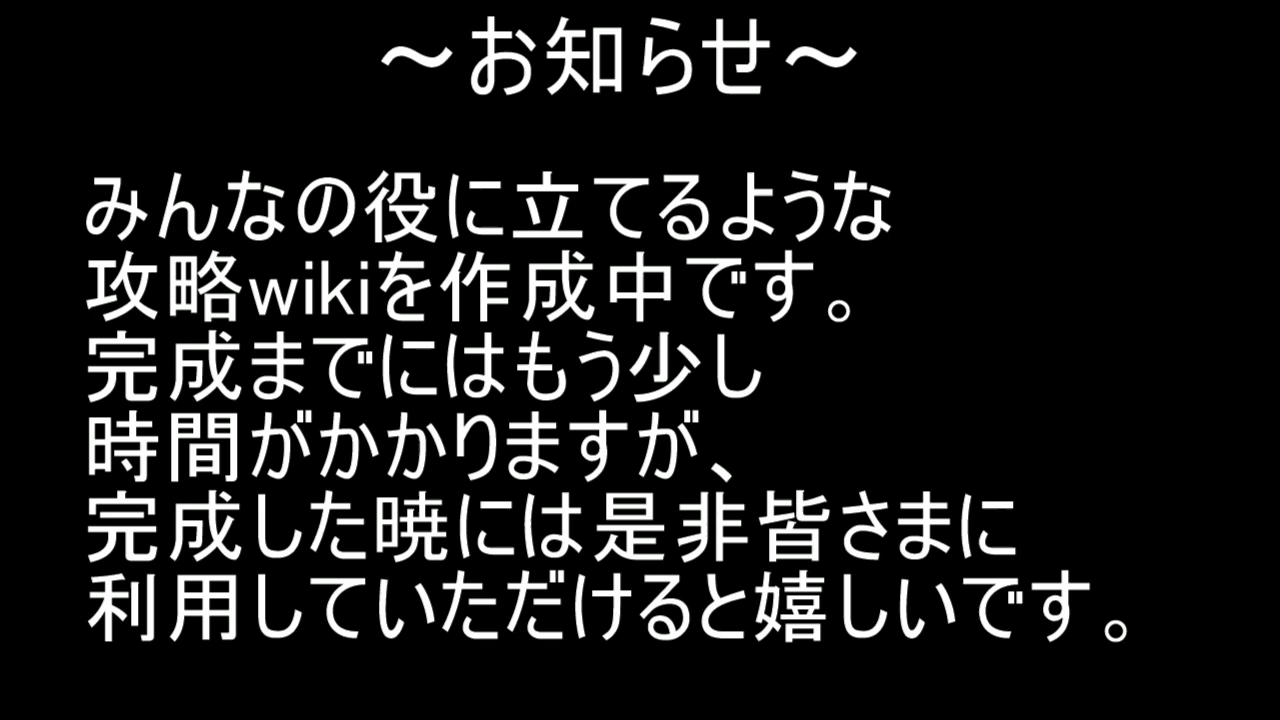 ～お知らせ～
みんなの役に立てるような
攻略wikiを作成中です。
完成までにはもう少し
時間がかかりますが、
完成した暁には是非皆さまに
利用していただけると嬉しいです。